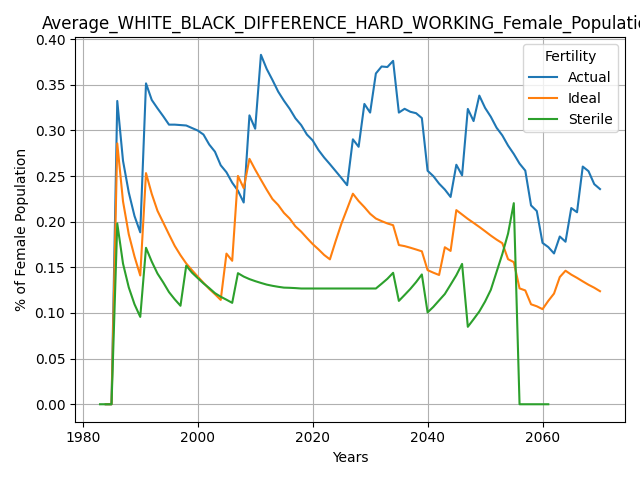 Average_WHITE_BLACK_DIFFERENCE_HARD_WORKING_Female_Populatio
0.40
0.35
0.30
0.25
0.20
0.15
0.10
0.05
0.00
% of Female Population
Fertility
Actual
Ideal
Sterile
1980
2000
2020
2040
2060
Years